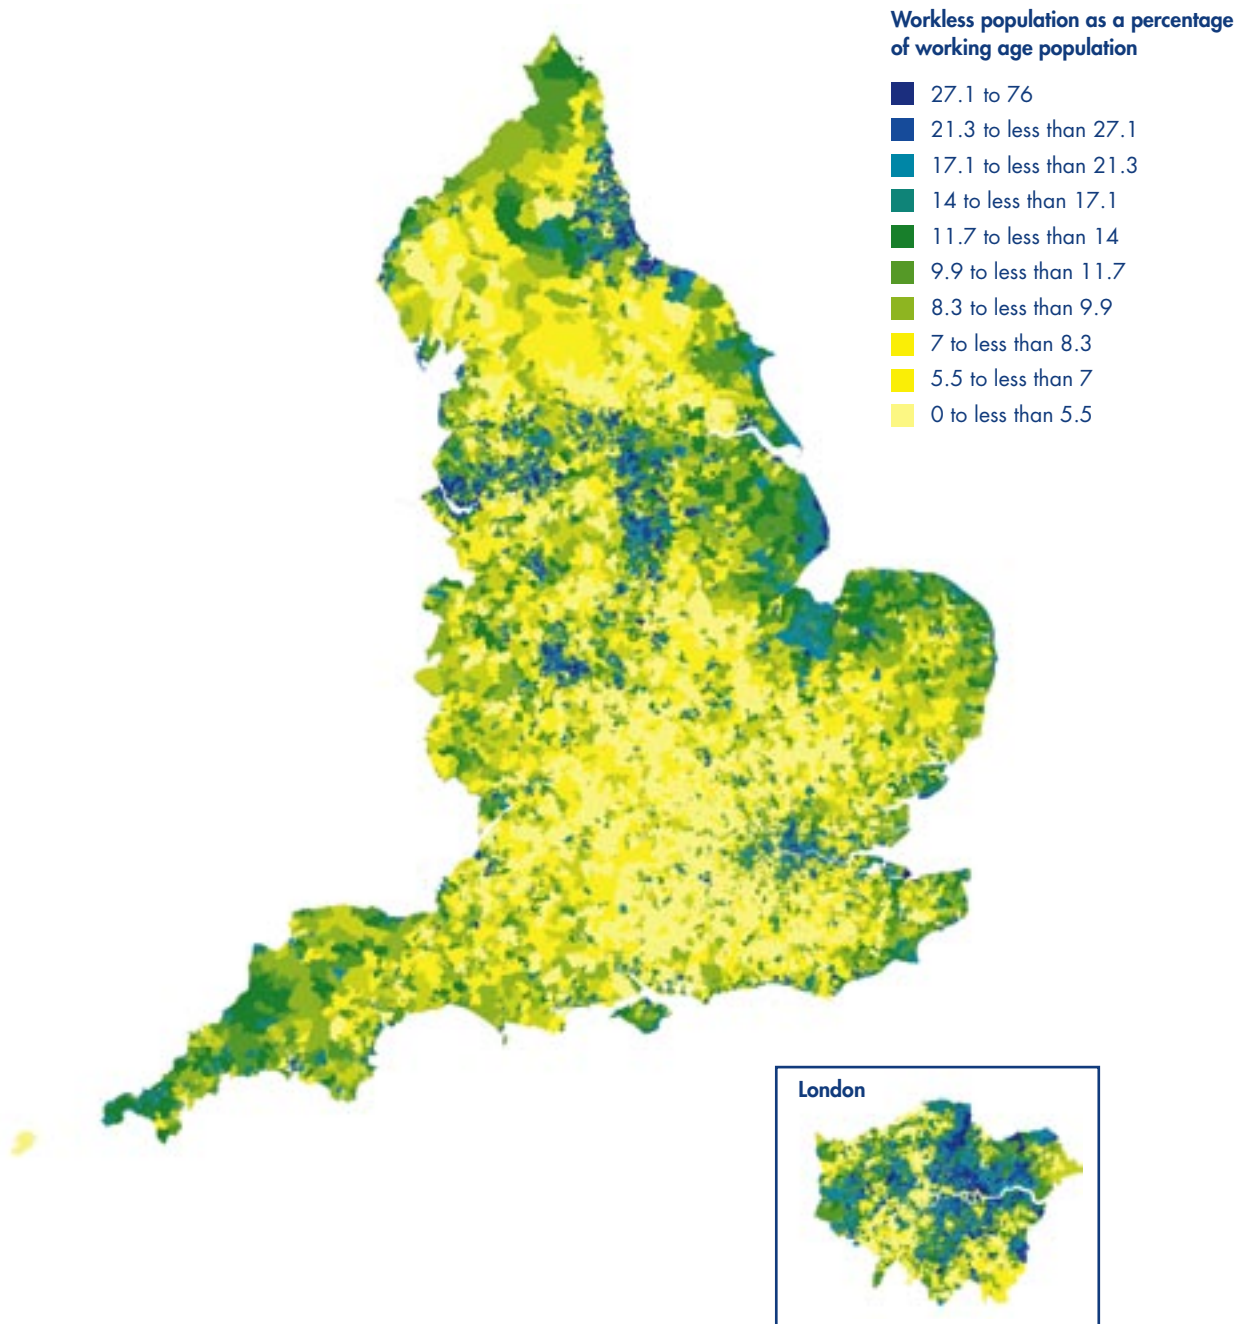 Workless population as a percentage
of working age population
27.1 to 76
21.3 to less than 27.1
17.1 to less than 21.3
14 to less than 17.1
11.7 to less than 14
9.9 to less than 11.7
8.3 to less than 9.9
7 to less than 8.3
5.5 to less than 7
0 to less than 5.5
London